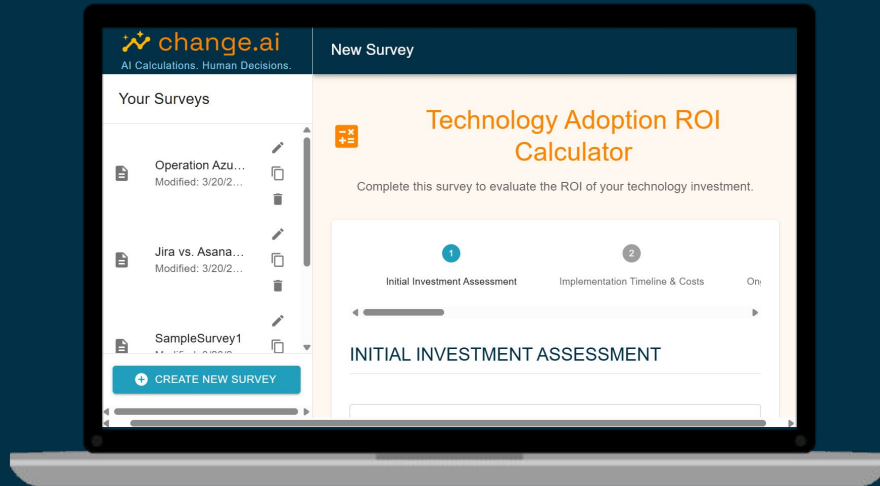 change.ai
AI Calculations. Human Decisions.
New Survey
Your Surveys
Operation Azu...
Modified: 3/20/2...
Jira vs. Asana...
Modified: 3/20/2...
SampleSurvey1
CREATE NEW SURVEY
Technology Adoption ROI
Calculator
Complete this survey to evaluate the ROI of your technology investment.
1
2
Initial Investment Assessment
Implementation Timeline & Costs
INITIAL INVESTMENT ASSESSMENT